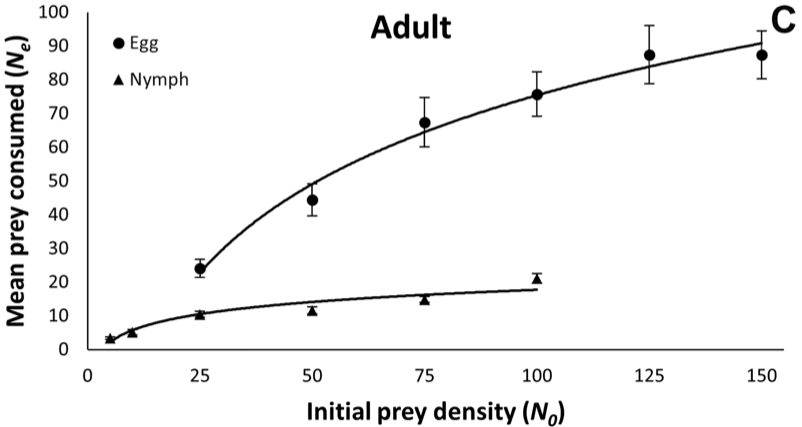 Adult
C
Egg
Nymph
Mean prey consumed (Ne)
100
90
80
70
60
50
40
30
20
10
0
0 25 50 75 100 125 150
Initial prey density (N0)